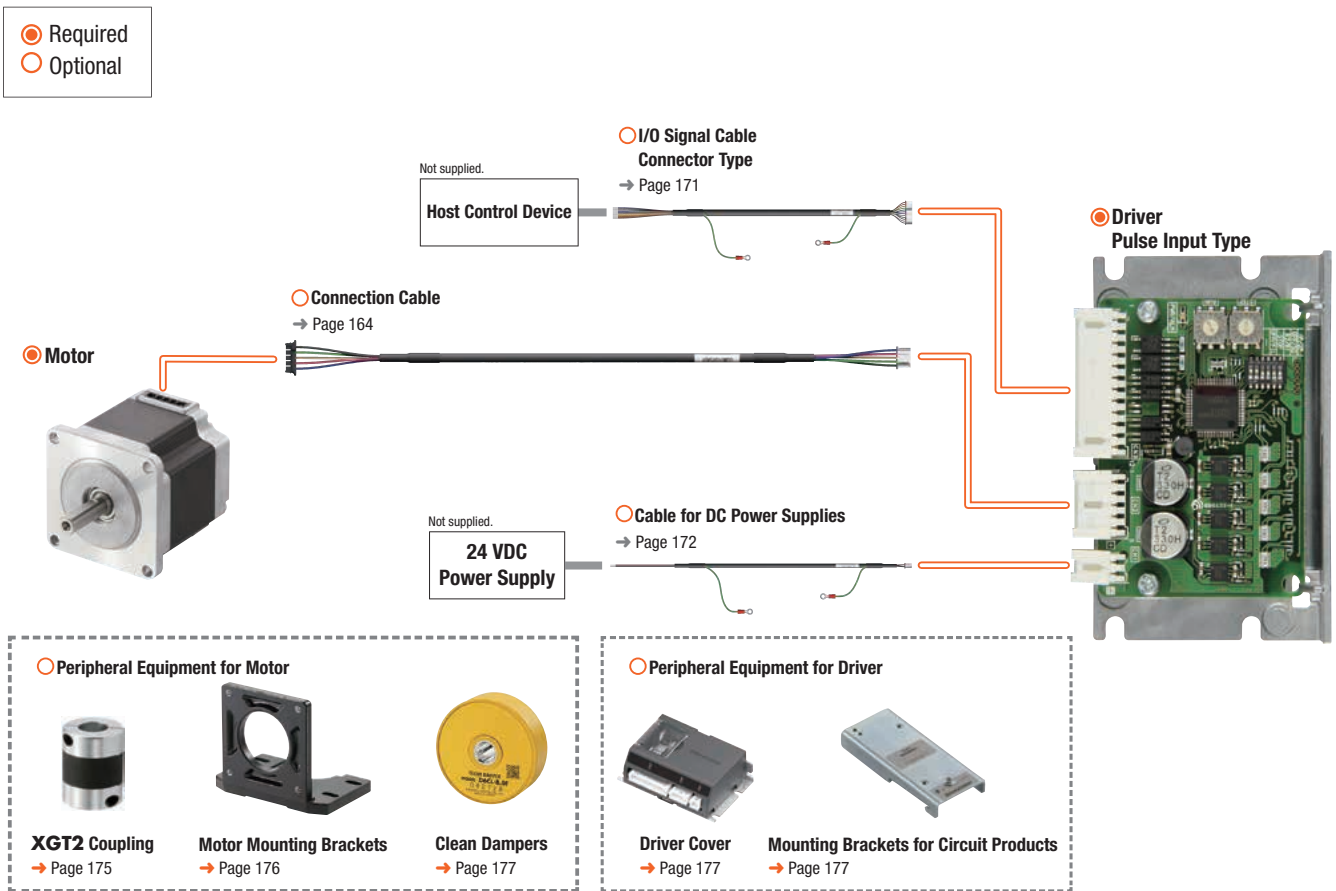 Required
Optional
I/O Signal Cable
Connector Type
→ Page 171
Not supplied.
Host Control Device
Driver
Pulse Input Type
Connection Cable
→ Page 164
Motor
Not supplied.
24 VDC
Power Supply
Cable for DC Power Supplies
→ Page 172
Peripheral Equipment for Motor
XGT2 Coupling
→ Page 175
Motor Mounting Brackets
→ Page 176
Clean Dampers
→ Page 177
Peripheral Equipment for Driver
Driver Cover
→ Page 177
Mounting Brackets for Circuit Products
→ Page 177